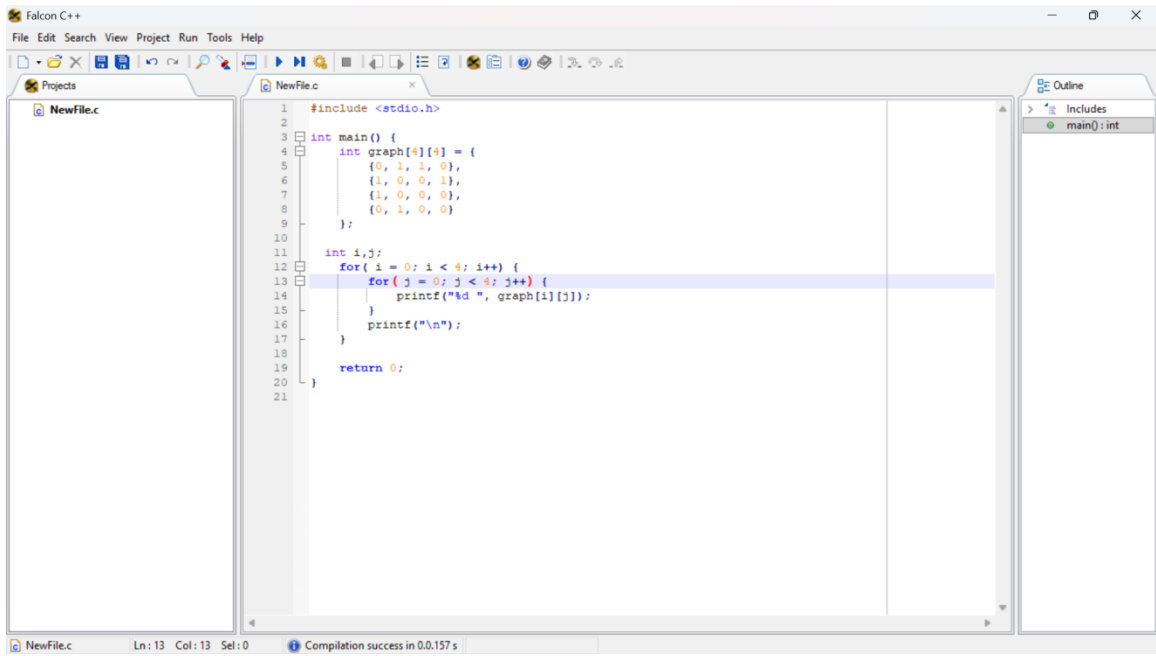 Falcon C++
File Edit Search View Project Run Tools Help
Projects
NewFile.c
Outline
NewFile.c
Includes
main() : int
1 #include <stdio.h>
2
3 int main() {
4     int graph[4][4] = {
5         {0, 1, 1, 0},
6         {1, 0, 0, 1},
7         {1, 0, 0, 0},
8         {0, 1, 0, 0}
9     };
10
11   int i,j;
12     for( i = 0; i < 4; i++) {
13         for( j = 0; j < 4; j++) {
14             printf("%d ", graph[i][j]);
15         }
16         printf("\n");
17     }
18
19     return 0;
20 }
21
NewFile.c Ln : 13 Col : 13 Sel : 0 Compilation success in 0.0.157 s